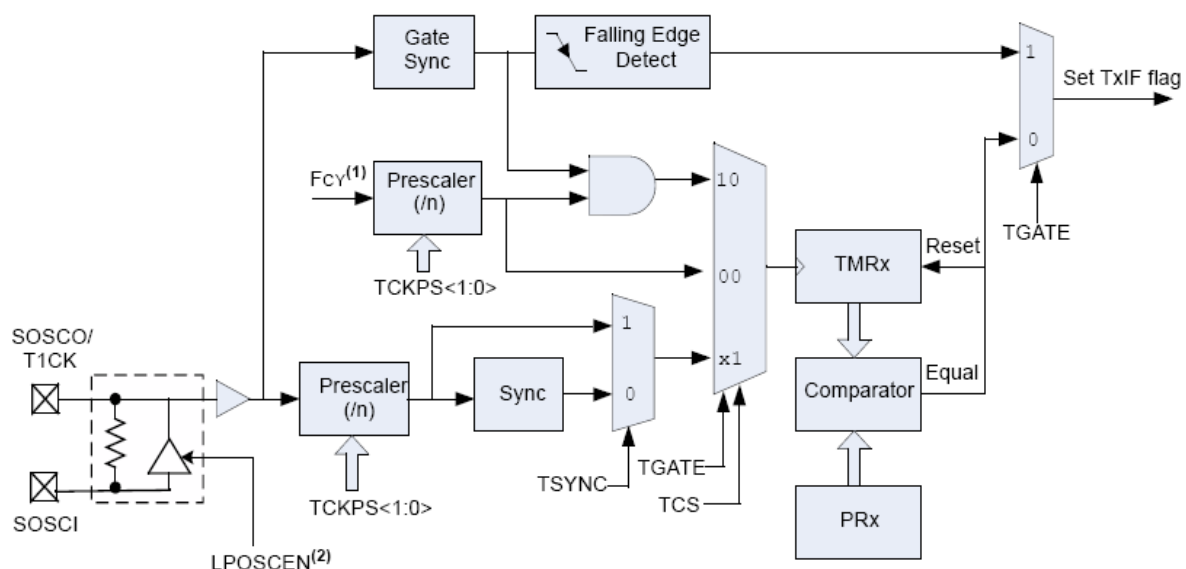 Gate
Sync
Falling Edge
Detect
1
Set TxIF flag
0
TGATE
FCY(1)
Prescaler
(/n)
TCKPS<1:0>
10
00
x1
TMRx
Reset
SOSCO/
T1CK
Prescaler
(/n)
Sync
1
0
Comparator
Equal
TGATE
TSYNC
TCS
TCKPS<1:0>
PRx
SOSCI
LPOSCEN(2)